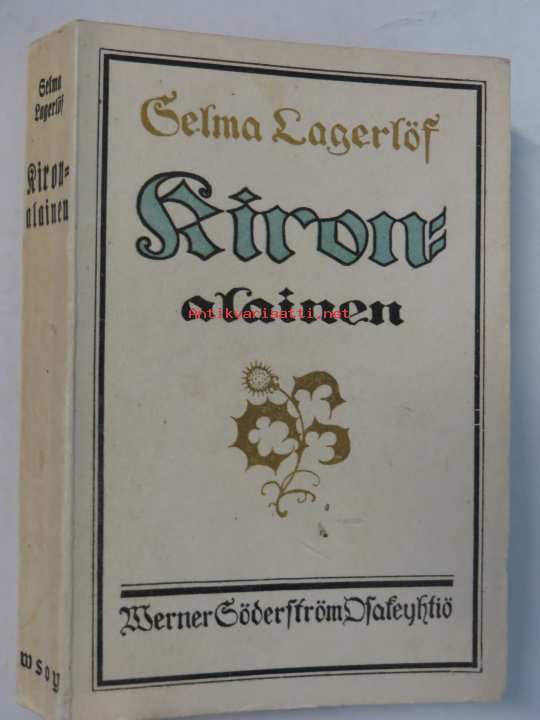 Selma Lagerlöf
Kiron=
alainen
Antikvariaatti.net
Werner Söderström Osakeyhtiö
Selma
Lagerlöf
Kiron=
alainen
WSOY